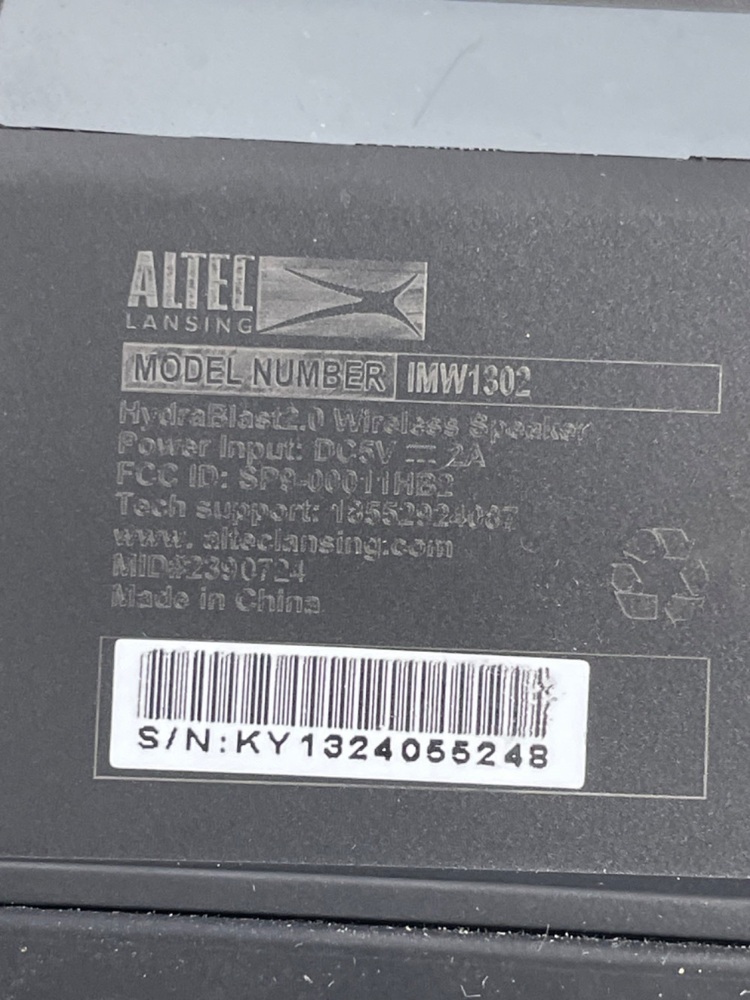 ALTEC
LANSING
MODEL NUMBER IMW1302
HydraBlast2.0 Wireless Speaker
Power Input: DC5V ⎓ 2A
FCC ID: SP9-00011HB2
Tech support: 18552924087
www. alteclansing.com
MID#2390724
Made in China
S/N:KY1324055248